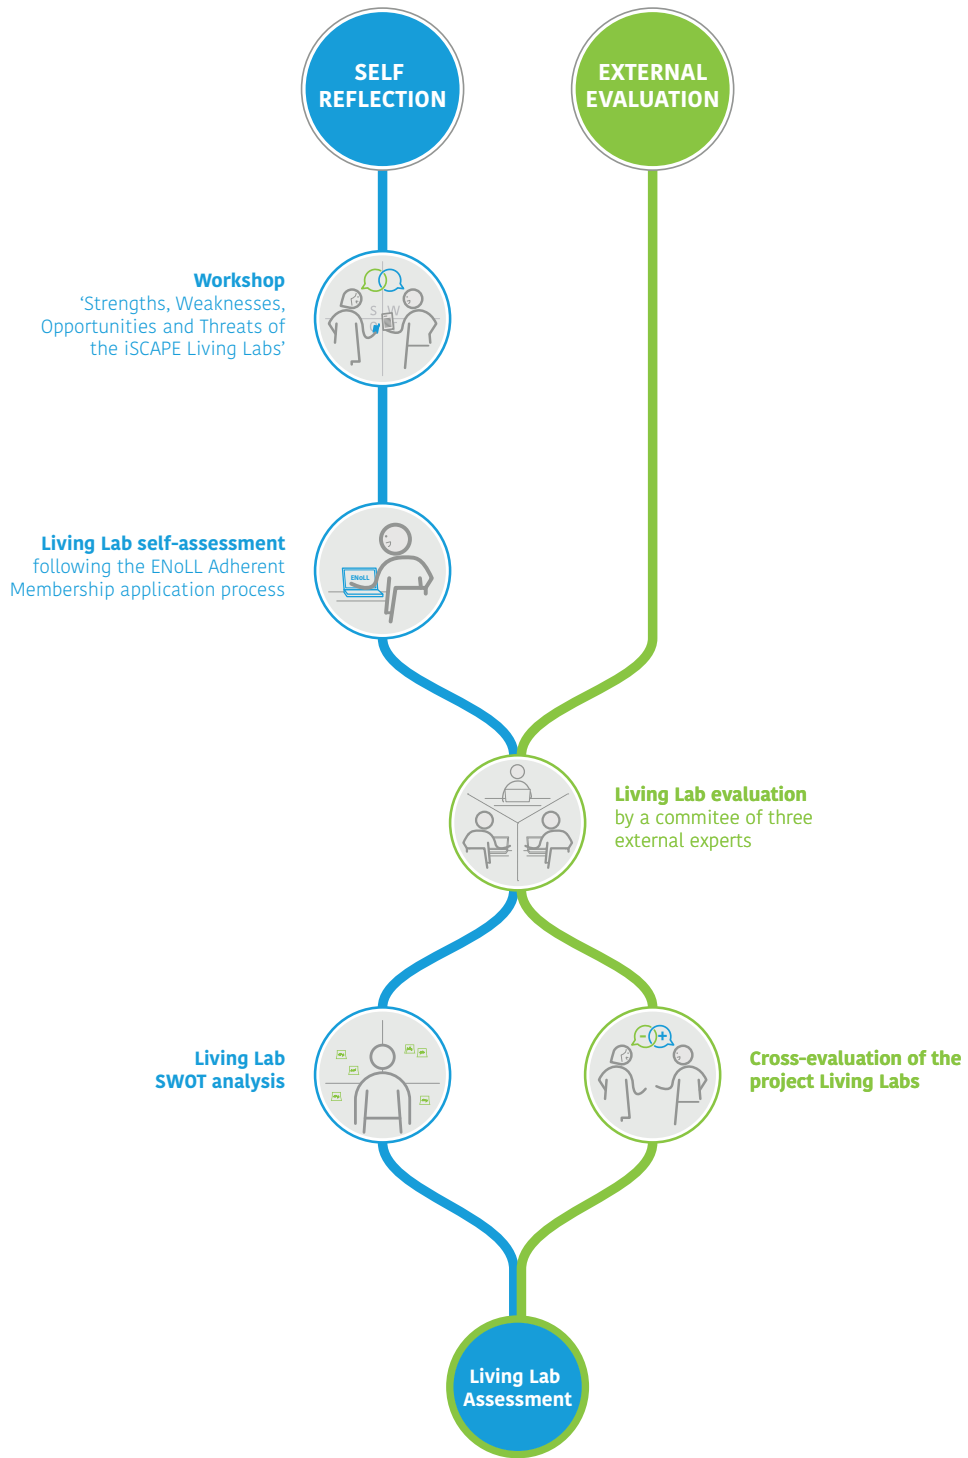 SELF
REFLECTION
EXTERNAL
EVALUATION
Workshop
‘Strengths, Weaknesses,
Opportunities and Threats of
the iSCAPE Living Labs’
S W
O
Living Lab self-assessment
following the ENoLL Adherent
Membership application process
ENoLL
Living Lab evaluation
by a commitee of three
external experts
Living Lab
SWOT analysis
- +
Cross-evaluation of the
project Living Labs
Living Lab
Assessment